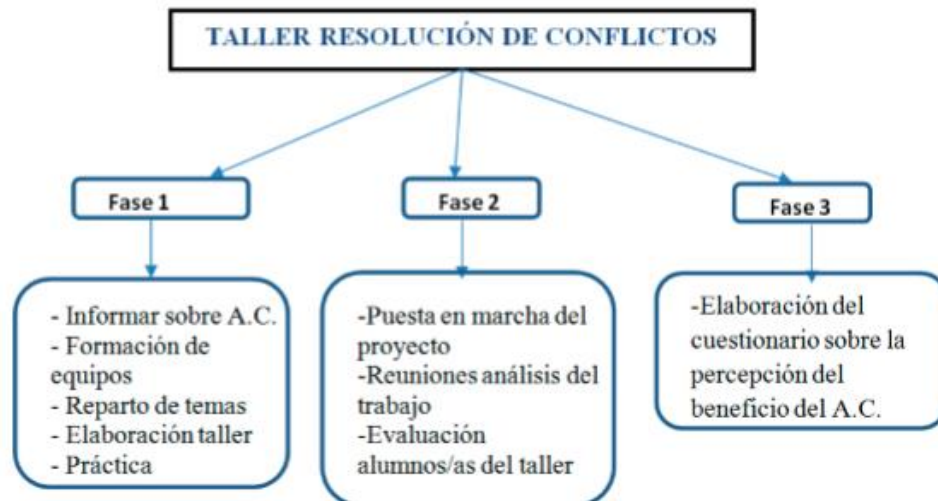 TALLER RESOLUCIÓN DE CONFLICTOS
Fase 1
- Informar sobre A.C.
- Formación de
equipos
- Reparto de temas
- Elaboración taller
- Práctica
Fase 2
-Puesta en marcha del
proyecto
-Reuniones análisis del
trabajo
-Evaluación
alumnos/as del taller
Fase 3
-Elaboración del
cuestionario sobre la
percepción del
beneficio del A.C.